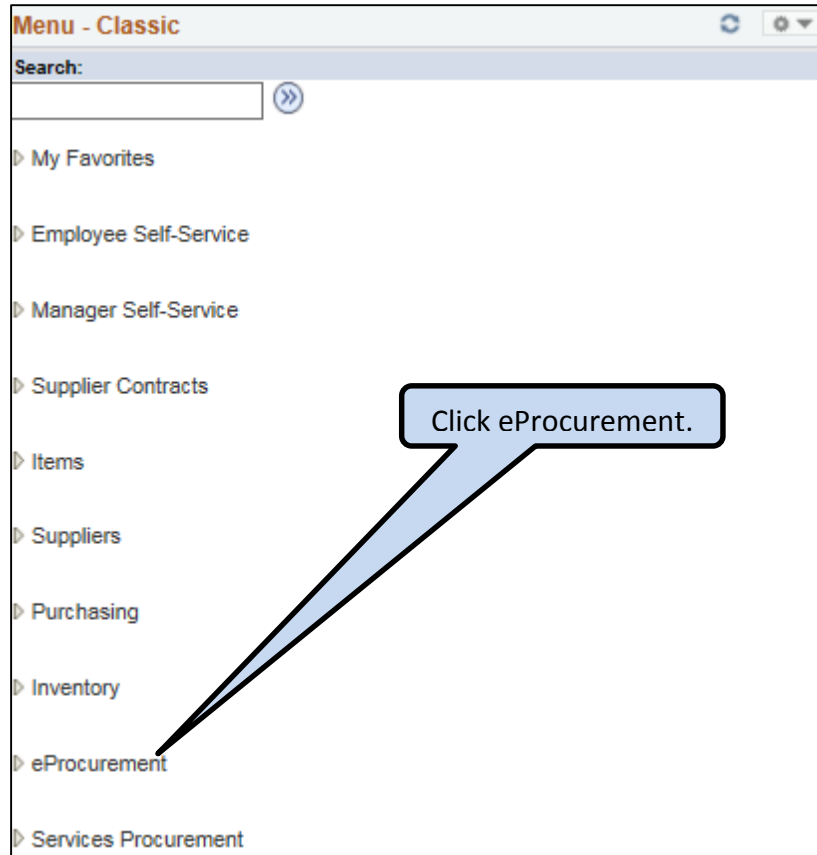 Menu - Classic
Search:
My Favorites
Employee Self-Service
Manager Self-Service
Supplier Contracts
Click eProcurement.
Items
Suppliers
Purchasing
Inventory
eProcurement
Services Procurement